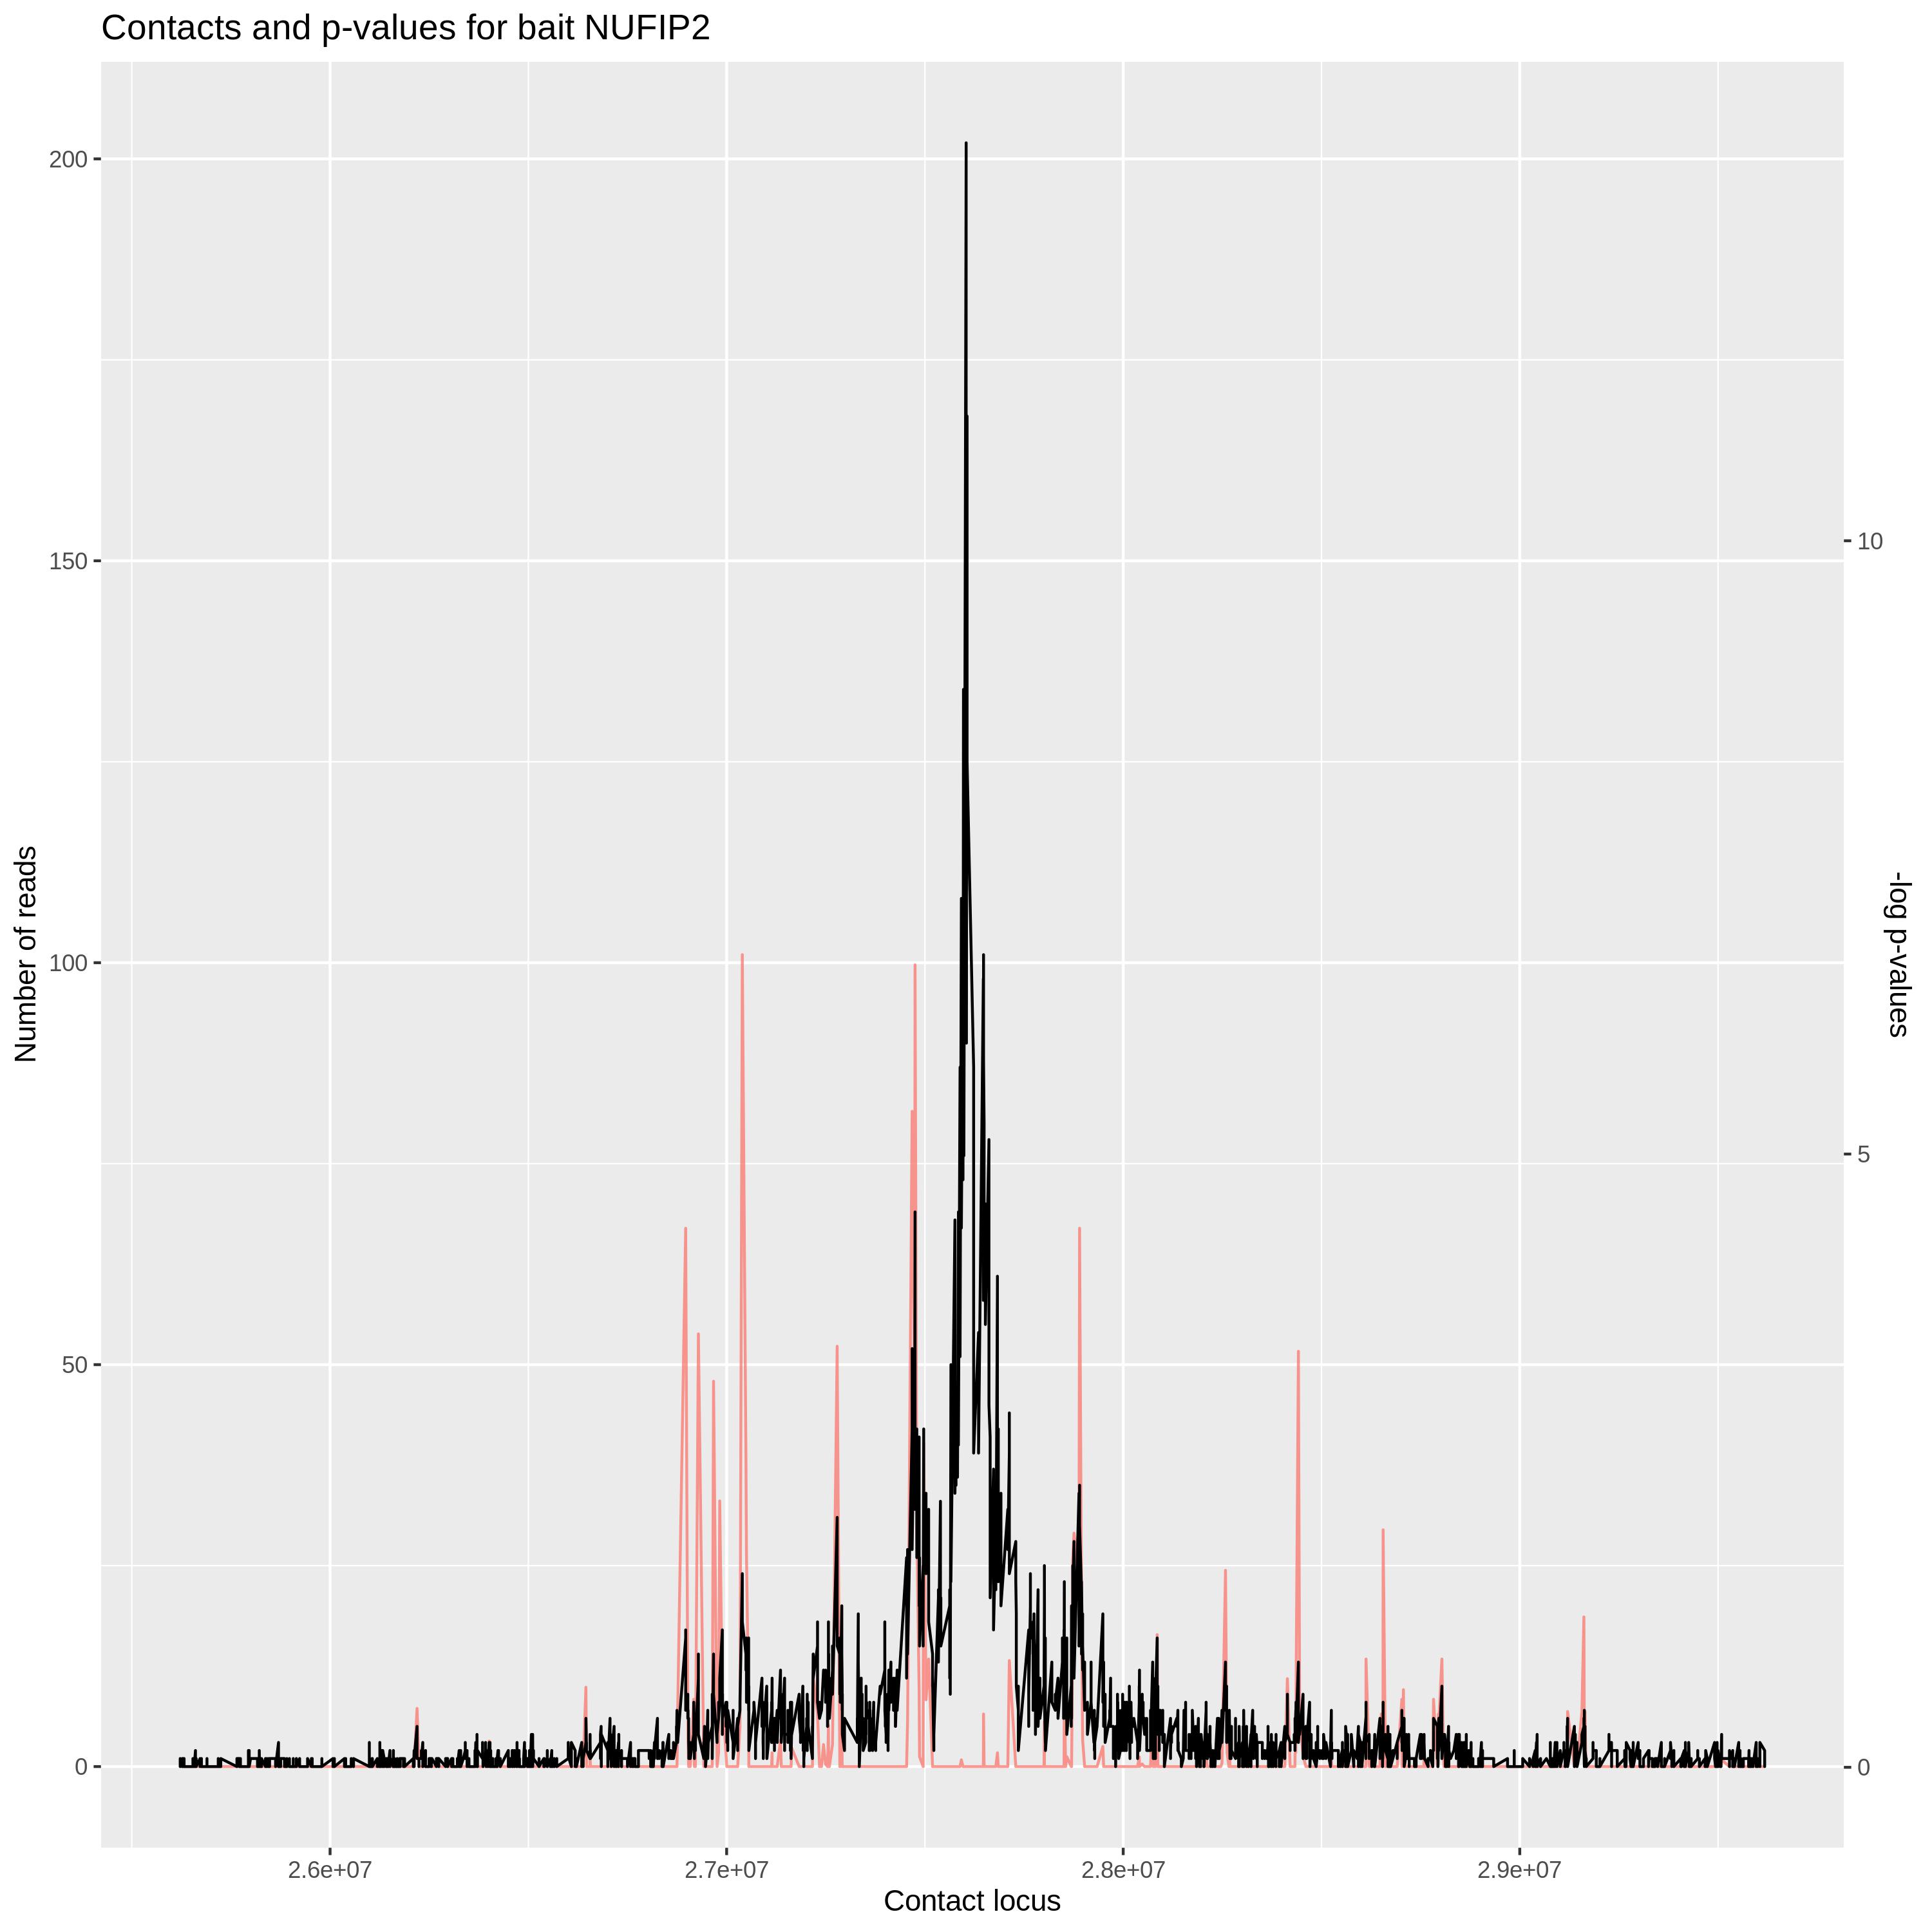 Contacts and p-values for bait NUFIP2
200
150
100
50
0
10
5
0
Number of reads
-log p-values
2.6e+07 2.7e+07 2.8e+07 2.9e+07
Contact locus